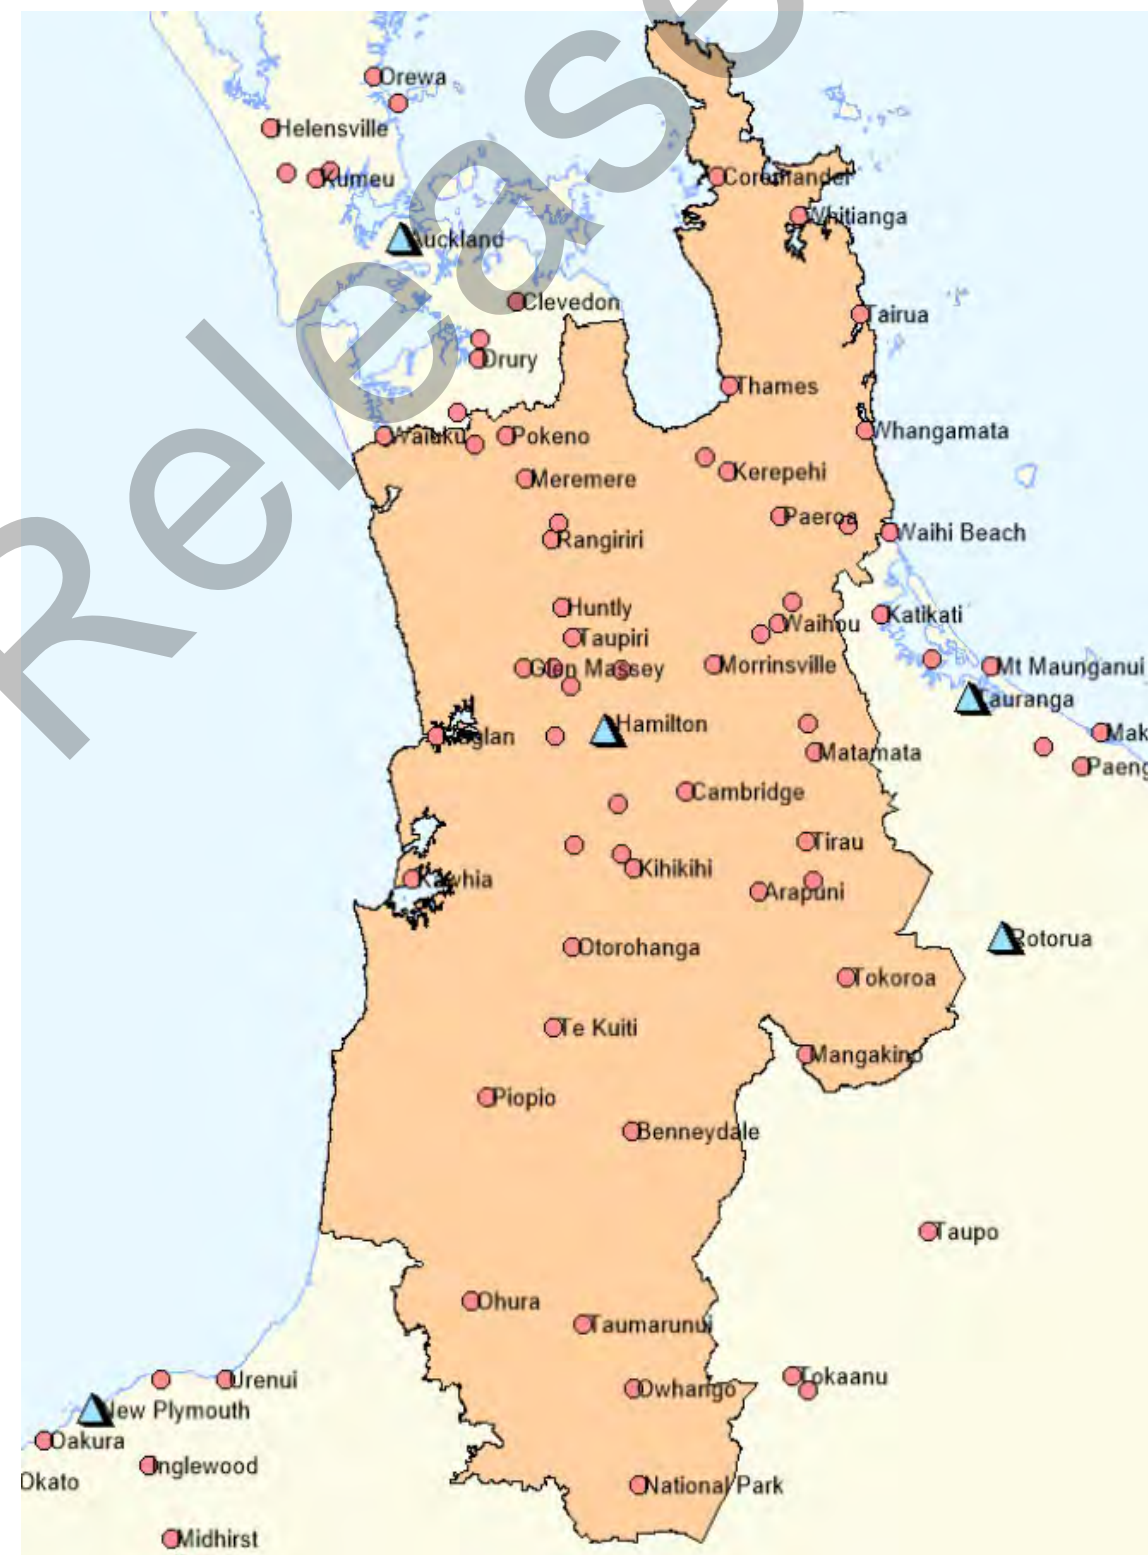 Release
Orewa
Helensville
Kumeu
Coromandel
Whitianga
Auckland
Clevedon
Tairua
Drury
Thames
Waiuku
Pokeno
Whangamata
Meremere
Kerepehi
Paeroa
Rangiriri
Waihi Beach
Huntly
Katikati
Taupiri
Waihou
Glen Massey
Morrinsville
Mt Maunganui
Tauranga
Hamilton
Raglan
Mak
Matamata
Paeng
Cambridge
Tirau
Kihikihi
Kawhia
Arapuni
Rotorua
Otorohanga
Tokoroa
Te Kuiti
Mangakino
Piopio
Benneydale
Taupo
Ohura
Taumarunui
Urenui
Tokaanu
Owhango
New Plymouth
Oakura
Inglewood
Okato
National Park
Midhirst